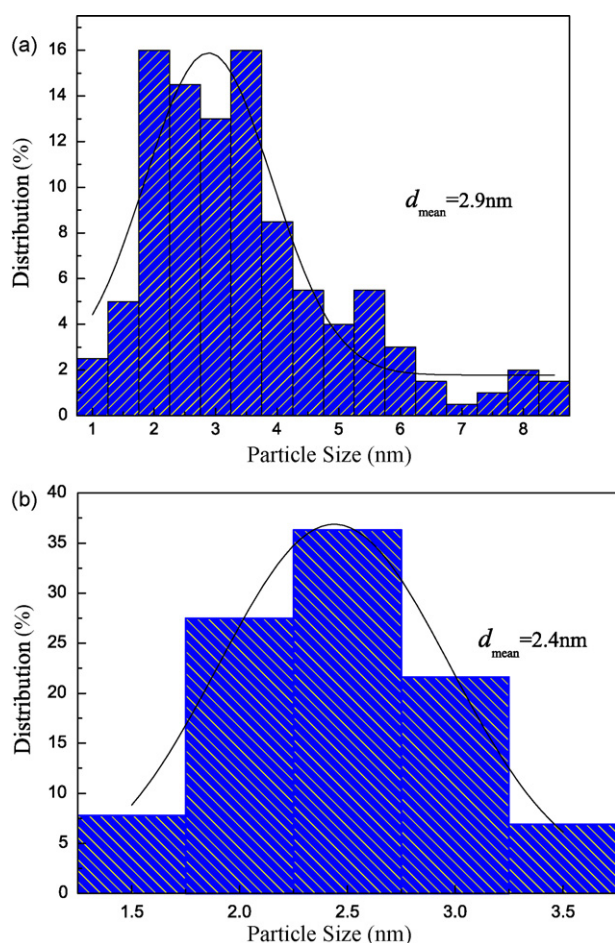 (a)
16
14
12
10
8
6
4
2
0
Distribution (%)
d_mean=2.9nm
1 2 3 4 5 6 7 8
Particle Size (nm)
(b)
40
35
30
25
20
15
10
5
0
Distribution (%)
d_mean=2.4nm
1.5 2.0 2.5 3.0 3.5
Particle Size (nm)